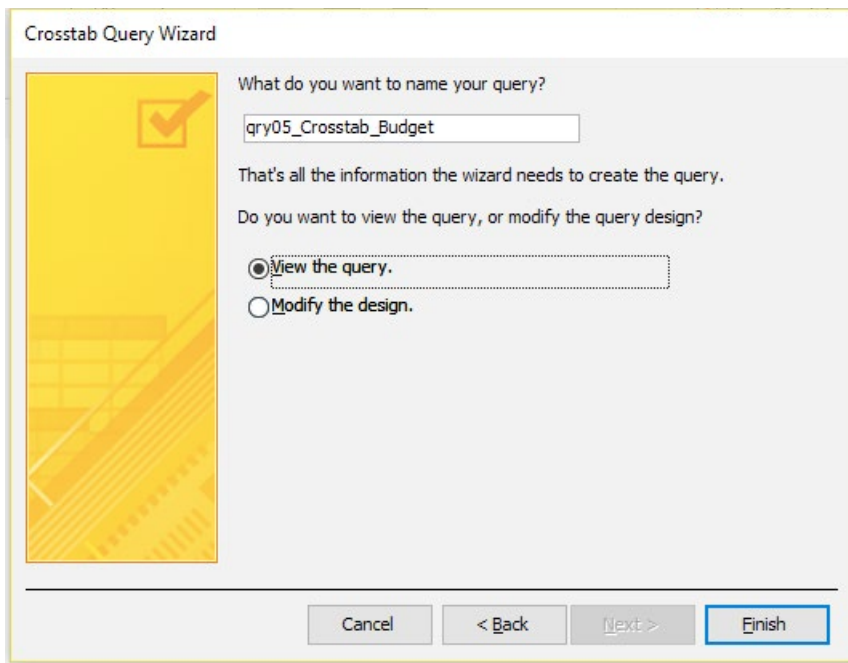 Crosstab Query Wizard
What do you want to name your query?
qry05_Crosstab_Budget
That's all the information the wizard needs to create the query.
Do you want to view the query, or modify the query design?
View the query.
Modify the design.
Cancel < Back Next > Finish